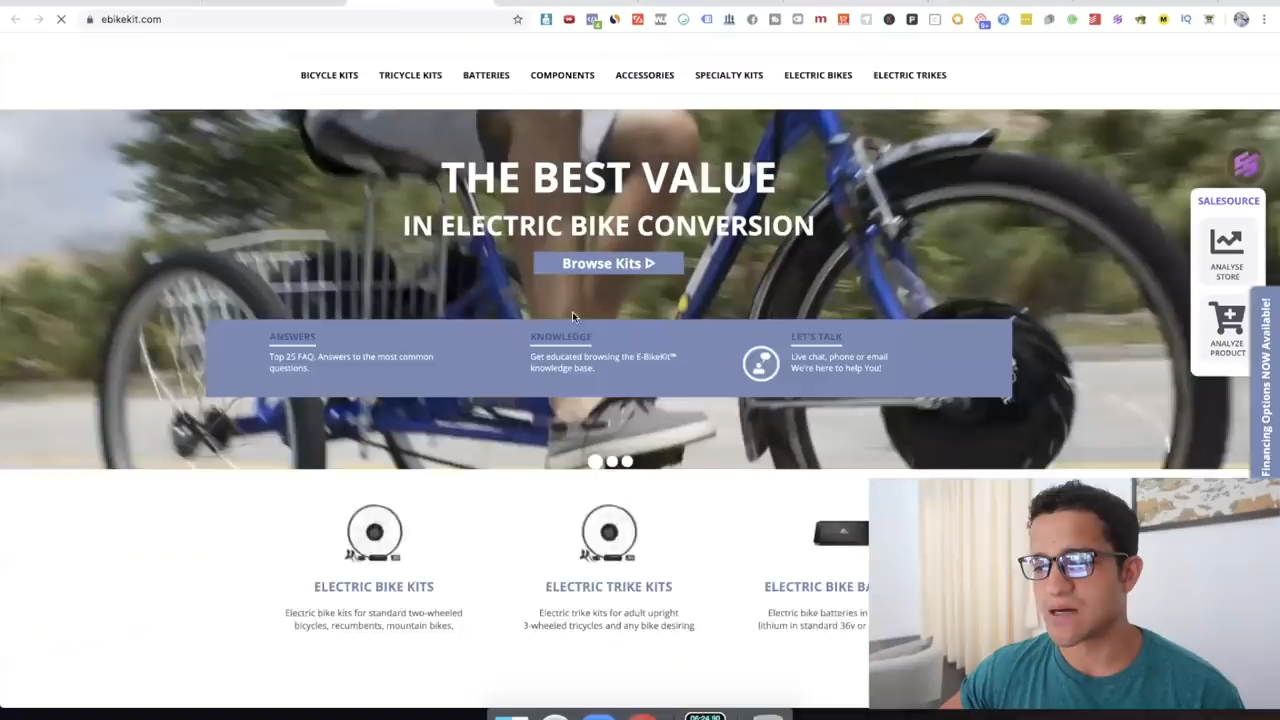 ebikekit.com
BICYCLE KITS TRICYCLE KITS BATTERIES COMPONENTS ACCESSORIES SPECIALTY KITS ELECTRIC BIKES ELECTRIC TRIKES
THE BEST VALUE
IN ELECTRIC BIKE CONVERSION
Browse Kits
ANSWERS
Top 25 FAQ. Answers to the most common
questions.
KNOWLEDGE
Get educated browsing the E-BikeKit™
knowledge base.
LET'S TALK
Live chat, phone or email
We're here to help You!
SALESOURCE
ANALYSE
STORE
ANALYZE
PRODUCT
Financing Options NOW Available!
ELECTRIC BIKE KITS
Electric bike kits for standard two-wheeled
bicycles, recumbents, mountain bikes,
ELECTRIC TRIKE KITS
Electric trike kits for adult upright
3-wheeled tricycles and any bike desiring
ELECTRIC BIKE BA
Electric bike batteries in
lithium in standard 36v or
06:24.90